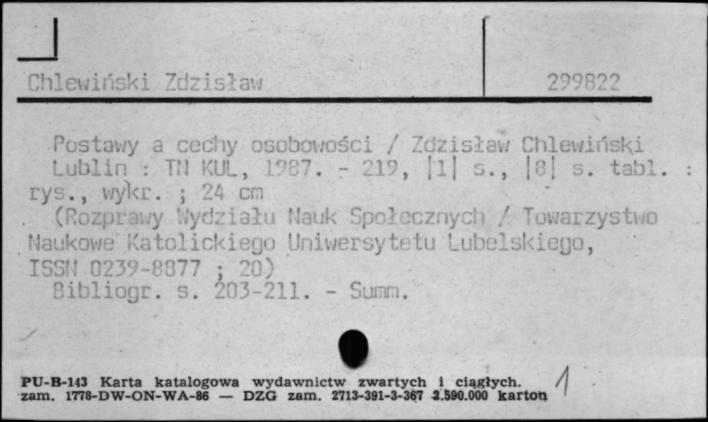 Chlewiński Zdzisław 299822
Postawy a cechy osobowości / Zdzisław Chlewiński
Lublin : TN KUL, 1987. - 219, |1| s., |8| s. tabl. :
rys., wykr. ; 24 cm
(Rozprawy Wydziału Nauk Społecznych / Towarzystwo
Naukowe Katolickiego Uniwersytetu Lubelskiego,
ISSN 0239-8877 ; 20)
Bibliogr. s. 203-211. - Summ.
PU-B-143 Karta katalogowa wydawnictw zwartych i ciągłych. 1
zam. 1778-DW-ON-WA-86 — DZG zam. 2713-391-3-367 2.590.000 karton